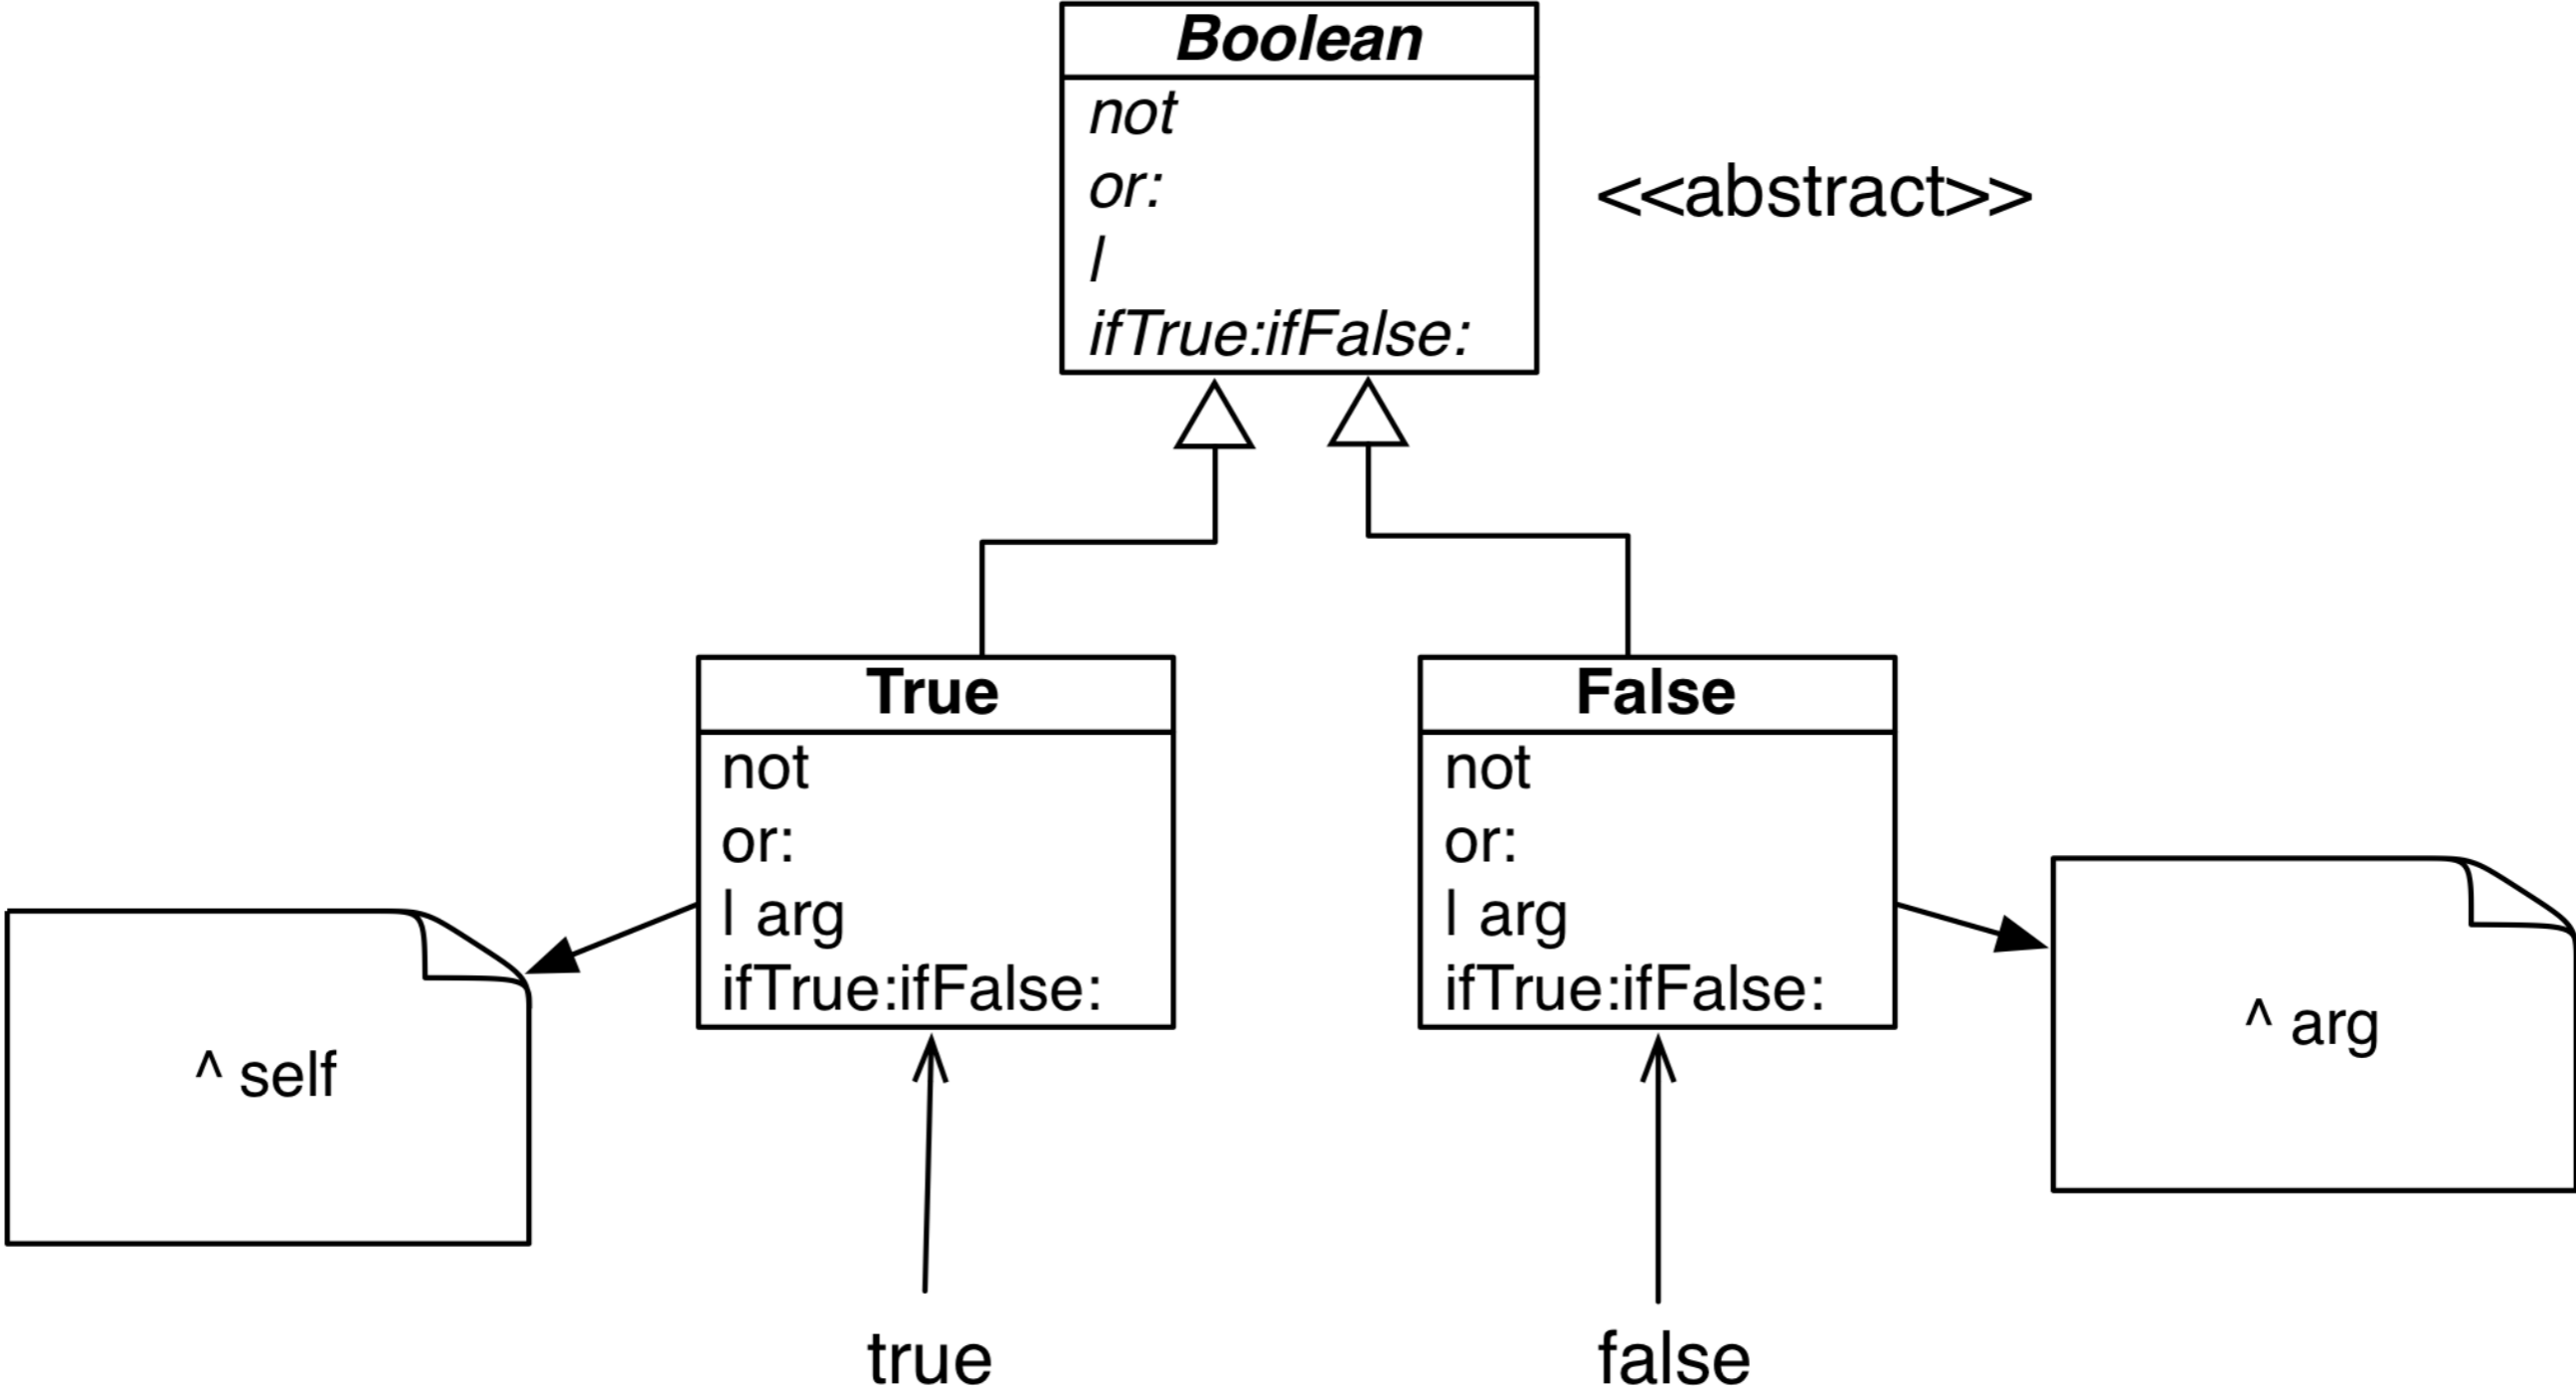 Boolean
not
or:
|
ifTrue:ifFalse:
<<abstract>>
True
not
or:
| arg
ifTrue:ifFalse:
False
not
or:
| arg
ifTrue:ifFalse:
^ self
^ arg
true
false